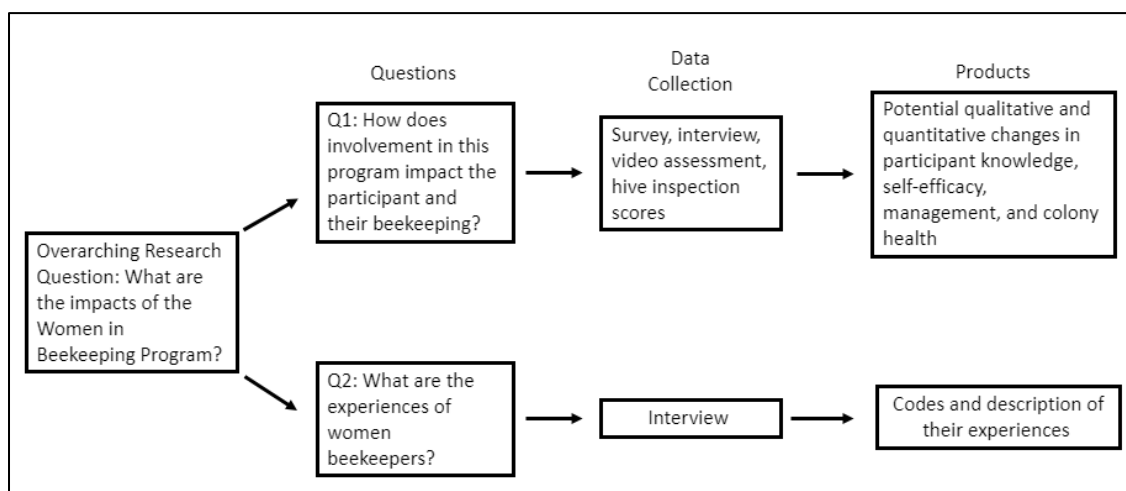 Questions
Data
Collection
Products
Overarching Research
Question: What are
the impacts of the
Women in
Beekeeping Program?
Q1: How does
involvement in this
program impact the
participant and
their beekeeping?
Survey, interview,
video assessment,
hive inspection
scores
Potential qualitative and
quantitative changes in
participant knowledge,
self-efficacy,
management, and colony
health
Q2: What are the
experiences of
women
beekeepers?
Interview
Codes and description of
their experiences